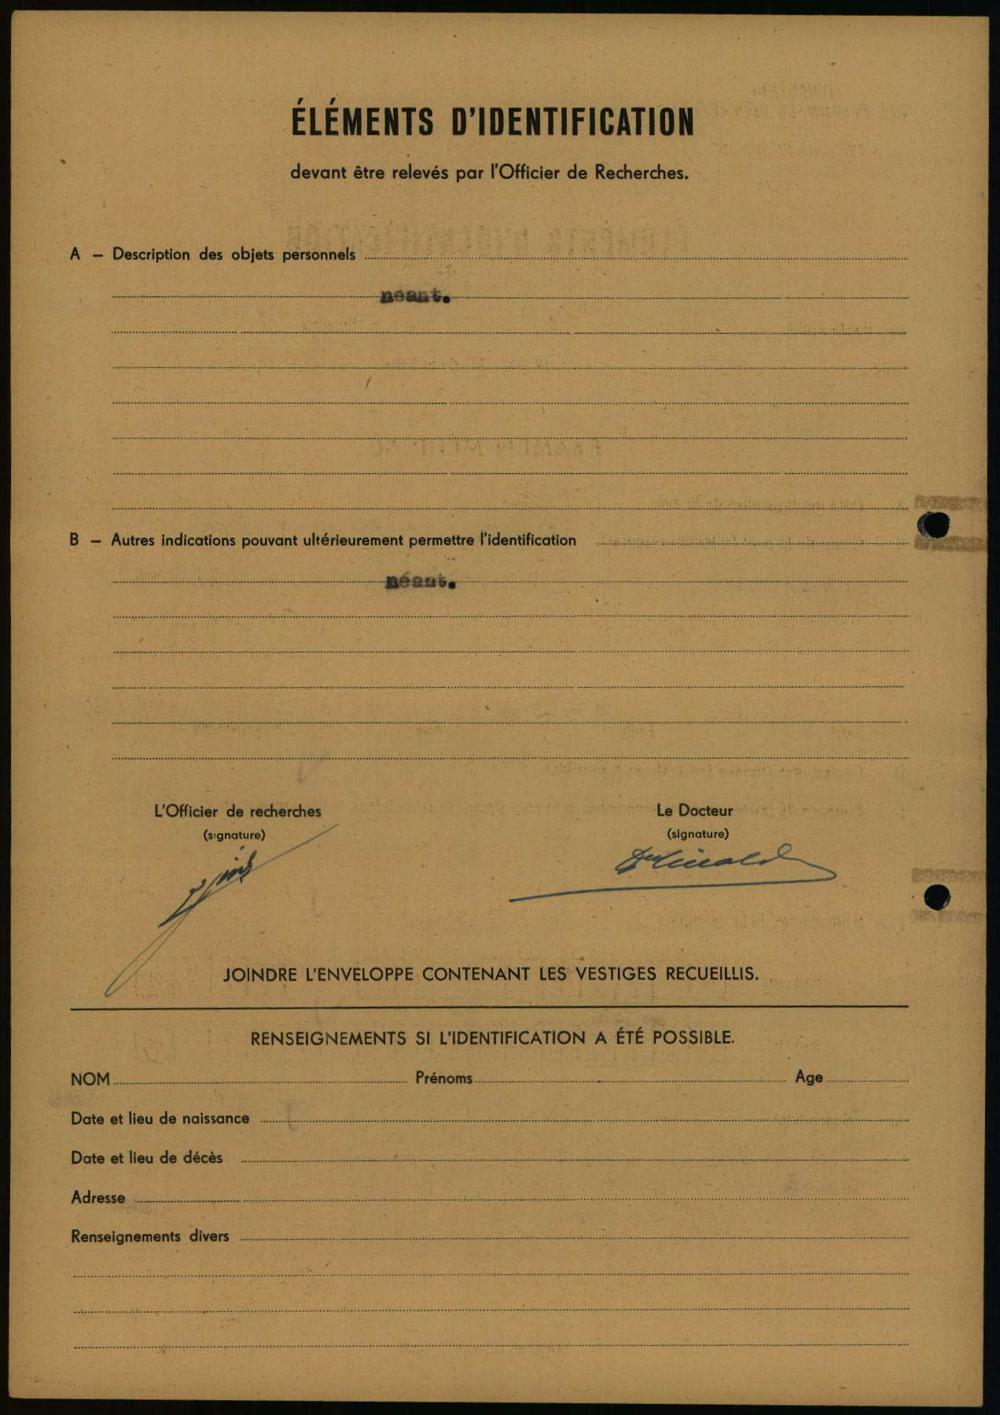 ÉLÉMENTS D'IDENTIFICATION
devant être relevés par l'Officier de Recherches.
A – Description des objets personnels
néant.
B – Autres indications pouvant ultérieurement permettre l'identification
néant.
L'Officier de recherches
(signature)
Le Docteur
(signature)
JOINDRE L'ENVELOPPE CONTENANT LES VESTIGES RECUEILLIS.
RENSEIGNEMENTS SI L'IDENTIFICATION A ÉTÉ POSSIBLE.
NOM Prénoms Age
Date et lieu de naissance
Date et lieu de décès
Adresse
Renseignements divers